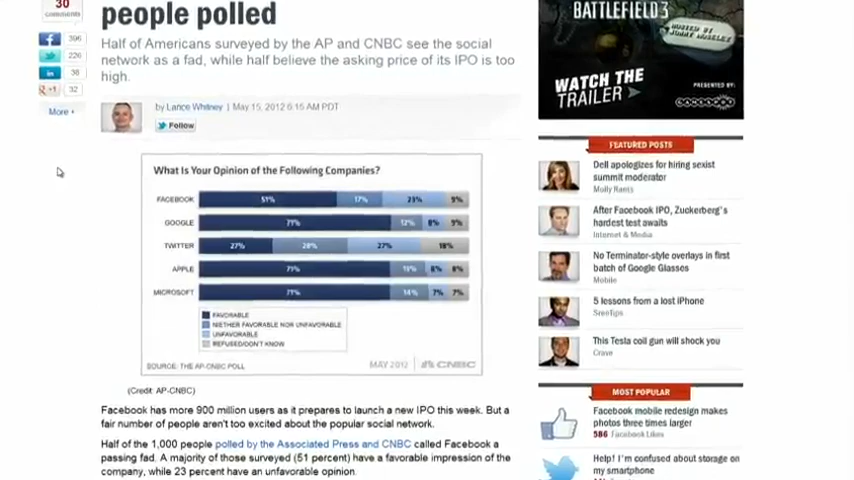 30
comments
people polled
Half of Americans surveyed by the AP and CNBC see the social
network as a fad, while half believe the asking price of its IPO is too
high.
396
226
36
+1 32
More
by Lance Whitney | May 15, 2012 6:15 AM PDT
Follow
What Is Your Opinion of the Following Companies?
FACEBOOK 51% 17% 23% 9%
GOOGLE 71% 12% 8% 9%
TWITTER 27% 28% 27% 18%
APPLE 71% 13% 8% 8%
MICROSOFT 71% 14% 7% 7%
FAVORABLE
NIETHER FAVORABLE NOR UNFAVORABLE
UNFAVORABLE
REFUSED/DON'T KNOW
SOURCE: THE AP-CNBC POLL MAY 2012 | CNBC
(Credit: AP-CNBC)
Facebook has more 900 million users as it prepares to launch a new IPO this week. But a
fair number of people aren't too excited about the popular social network.
Half of the 1,000 people polled by the Associated Press and CNBC called Facebook a
passing fad. A majority of those surveyed (51 percent) have a favorable impression of the
company, while 23 percent have an unfavorable opinion.
BATTLEFIELD 3
HOSTED BY
WATCH THE
TRAILER
PRESENTED BY:
GAMESPOT
FEATURED POSTS
Dell apologizes for hiring sexist
summit moderator
Molly Rants
After Facebook IPO, Zuckerberg's
hardest test awaits
Internet & Media
No Terminator-style overlays in first
batch of Google Glasses
Mobile
5 lessons from a lost iPhone
SreeTips
This Tesla coil gun will shock you
Crave
MOST POPULAR
Facebook mobile redesign makes
photos three times larger
586 Facebook Likes
Help! I'm confused about storage on
my smartphone